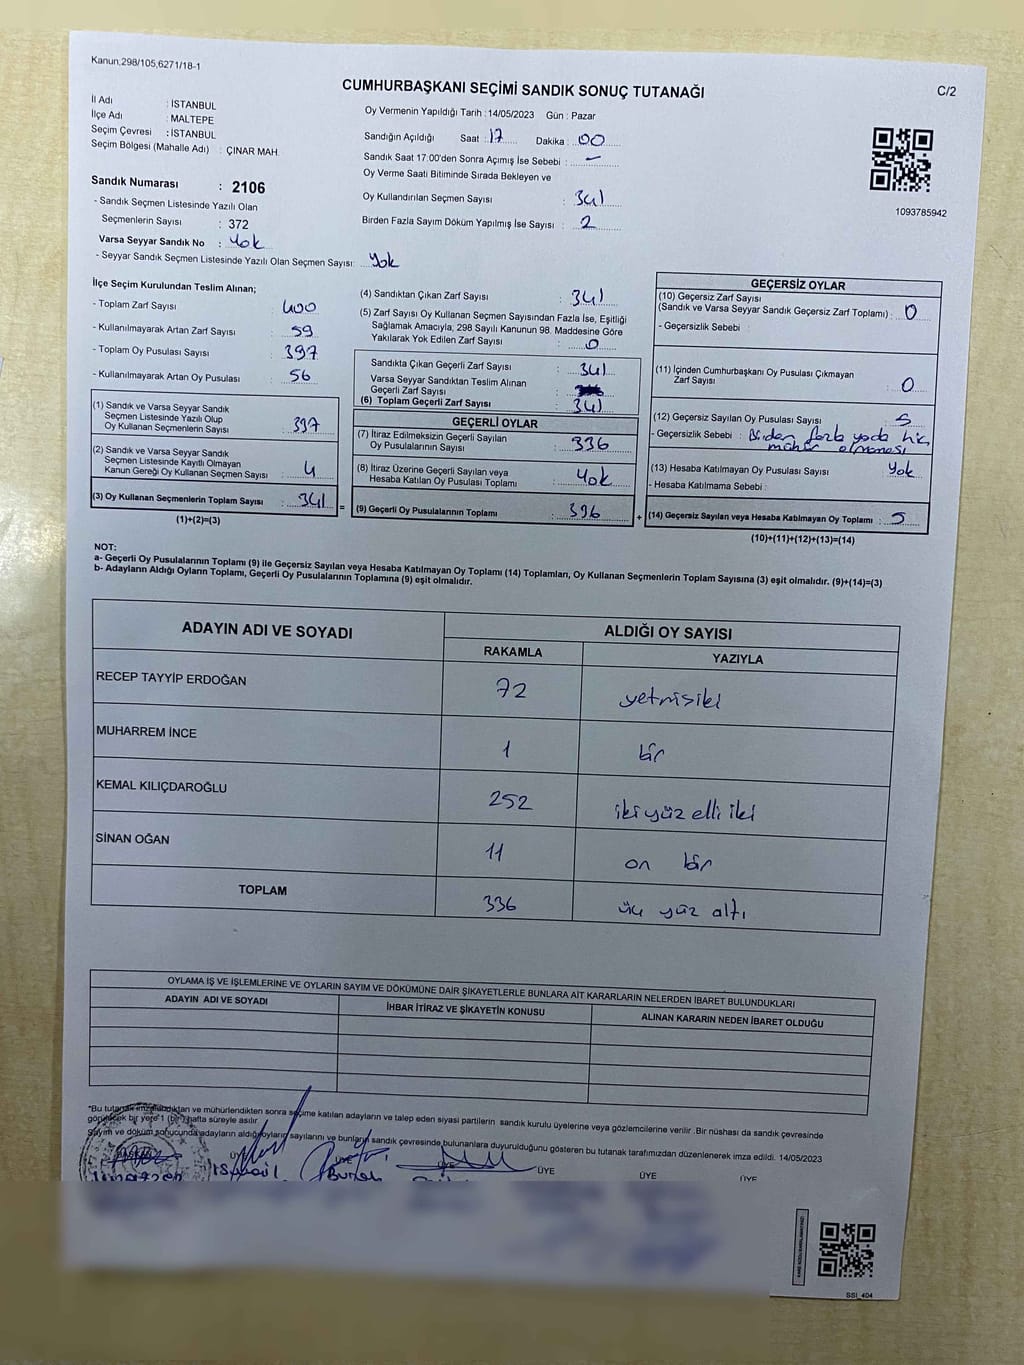 Kanun,298/105,6271/18-1
CUMHURBAŞKANI SEÇİMİ SANDIK SONUÇ TUTANAĞI
C/2
İl Adı : İSTANBUL
İlçe Adı : MALTEPE
Seçim Çevresi : İSTANBUL
Seçim Bölgesi (Mahalle Adı) : ÇINAR MAH.
Oy Vermenin Yapıldığı Tarih :14/05/2023 Gün : Pazar
Sandığın Açıldığı Saat : 17 Dakika : 00
Sandık Saat 17:00'den Sonra Açımış İse Sebebi : –
Oy Verme Saati Bitiminde Sırada Bekleyen ve
Oy Kullandırılan Seçmen Sayısı : 341
Birden Fazla Sayım Döküm Yapılmış İse Sayısı : 2
1093785942
Sandık Numarası : 2106
- Sandık Seçmen Listesinde Yazılı Olan
Seçmenlerin Sayısı : 372
Varsa Seyyar Sandık No : Yok
- Seyyar Sandık Seçmen Listesinde Yazılı Olan Seçmen Sayısı: Yok
İlçe Seçim Kurulundan Teslim Alınan;
- Toplam Zarf Sayısı 400
- Kullanılmayarak Artan Zarf Sayısı : 59
- Toplam Oy Pusulası Sayısı : 397
- Kullanılmayarak Artan Oy Pusulası : 56
(1) Sandık ve Varsa Seyyar Sandık
Seçmen Listesinde Yazılı Olup
Oy Kullanan Seçmenlerin Sayısı : 337
(2) Sandık ve Varsa Seyyar Sandık
Seçmen Listesinde Kayıtlı Olmayan
Kanun Gereği Oy Kullanan Seçmen Sayısı : 4
(3) Oy Kullanan Seçmenlerin Toplam Sayısı : 341 =
(1)+(2)=(3)
(4) Sandıktan Çıkan Zarf Sayısı : 341
(5) Zarf Sayısı Oy Kullanan Seçmen Sayısından Fazla İse, Eşitliği
Sağlamak Amacıyla; 298 Sayılı Kanunun 98. Maddesine Göre
Yakılarak Yok Edilen Zarf Sayısı : 0
Sandıkta Çıkan Geçerli Zarf Sayısı : 341
Varsa Seyyar Sandıktan Teslim Alınan
Geçerli Zarf Sayısı :
(6) Toplam Geçerli Zarf Sayısı : 341
GEÇERLİ OYLAR
(7) İtiraz Edilmeksizin Geçerli Sayılan
Oy Pusulasının Sayısı : 336
(8) İtiraz Üzerine Geçerli Sayılan veya
Hesaba Katılan Oy Pusulası Toplamı : Yok
(9) Geçerli Oy Pusulalarının Toplamı : 336 +
GEÇERSİZ OYLAR
(10) Geçersiz Zarf Sayısı
(Sandık ve Varsa Seyyar Sandık Geçersiz Zarf Toplamı) : 0
- Geçersizlik Sebebi :
(11) İçinden Cumhurbaşkanı Oy Pusulası Çıkmayan
Zarf Sayısı : 0
(12) Geçersiz Sayılan Oy Pusulası Sayısı : 5
- Geçersizlik Sebebi : Birden fazla yada hiç
mühür olmaması
(13) Hesaba Katılmayan Oy Pusulası Sayısı : Yok
- Hesaba Katılmama Sebebi :
(14) Geçersiz Sayılan veya Hesaba Katılmayan Oy Toplamı : 5
(10)+(11)+(12)+(13)=(14)
NOT:
a- Geçerli Oy Pusulalarının Toplamı (9) ile Geçersiz Sayılan veya Hesaba Katılmayan Oy Toplamı (14) Toplamları, Oy Kullanan Seçmenlerin Toplam Sayısına (3) eşit olmalıdır. (9)+(14)=(3)
b- Adayların Aldığı Oyların Toplamı, Geçerli Oy Pusulalarının Toplamına (9) eşit olmalıdır.
ADAYIN ADI VE SOYADI ALDIĞI OY SAYISI
RAKAMLA YAZIYLA
RECEP TAYYİP ERDOĞAN 72 yetmişiki
MUHARREM İNCE 1 bir
KEMAL KILIÇDAROĞLU 252 iki yüz elli iki
SİNAN OĞAN 11 on bir
TOPLAM 336 üç yüz altı
OYLAMA İŞ VE İŞLEMLERİNE VE OYLARIN SAYIM VE DÖKÜMÜNE DAİR ŞİKAYETLERLE BUNLARA AİT KARARLARIN NELERDEN İBARET BULUNDUKLARI
ADAYIN ADI VE SOYADI İHBAR İTİRAZ VE ŞİKAYETİN KONUSU ALINAN KARARIN NEDEN İBARET OLDUĞU
*Bu tutanak imzalandıktan ve mühürlendikten sonra seçime katılan adayların ve talep eden siyasi partilerin sandık kurulu üyelerine veya gözlemcilerine verilir .Bir nüshası da sandık çevresinde
görülecek bir yere 1 (bir) hafta süreyle asılır.
Sayım ve döküm sonucunda adayların aldığı oyların sayılarını ve bunların sandık çevresinde bulunanlara duyurulduğunu gösteren bu tutanak tarafımızdan düzenlenerek imza edildi. 14/05/2023
BAŞKAN ÜYE ÜYE ÜYE ÜYE ÜYE ÜYE
SSİ_404